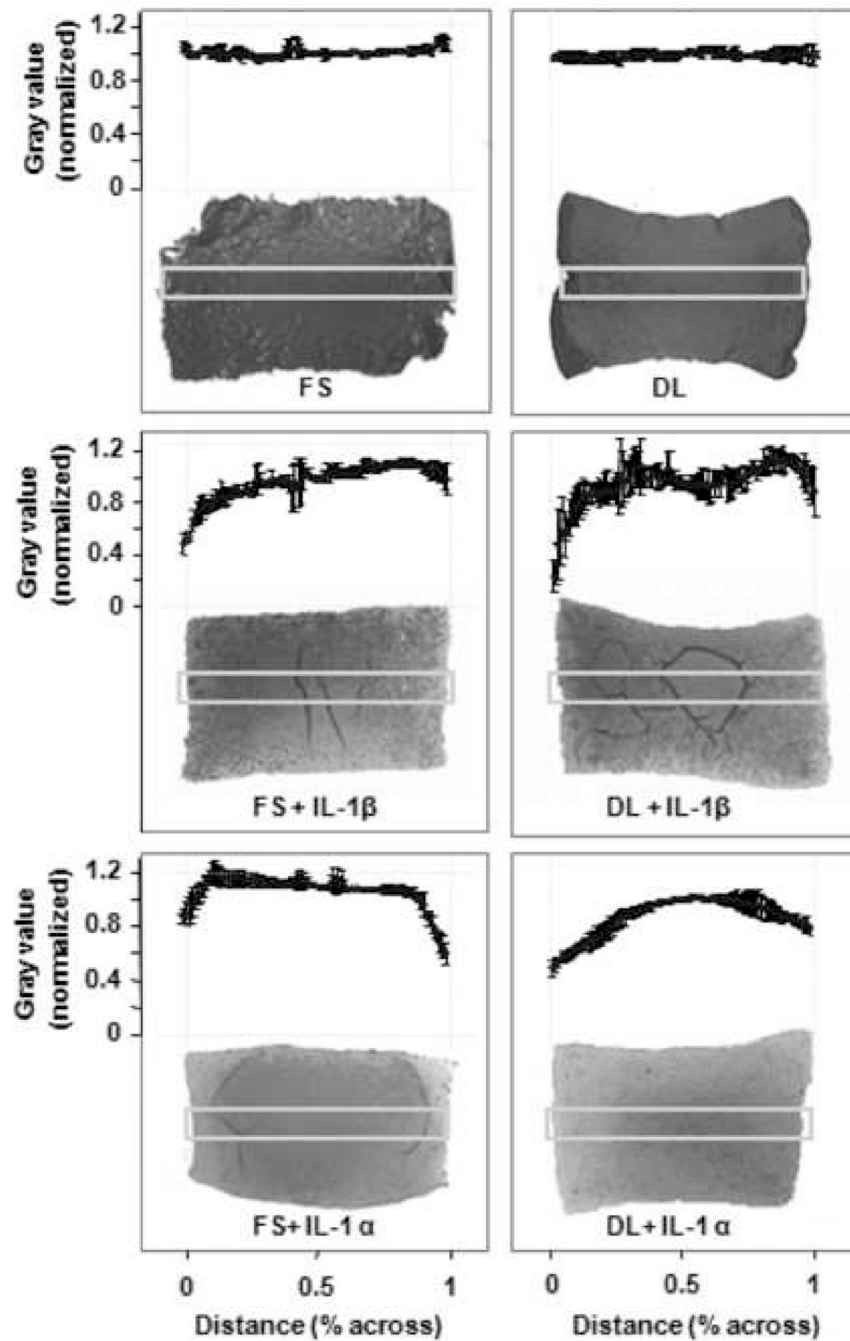 Gray value
(normalized)
1.2
0.8
0.4
0
FS
DL
Gray value
(normalized)
1.2
0.8
0.4
0
FS + IL-1β
DL + IL-1β
Gray value
(normalized)
1.2
0.8
0.4
0
FS+ IL-1 α
DL+ IL-1 α
0 0.5 1
0 0.5 1
Distance (% across)
Distance (% across)